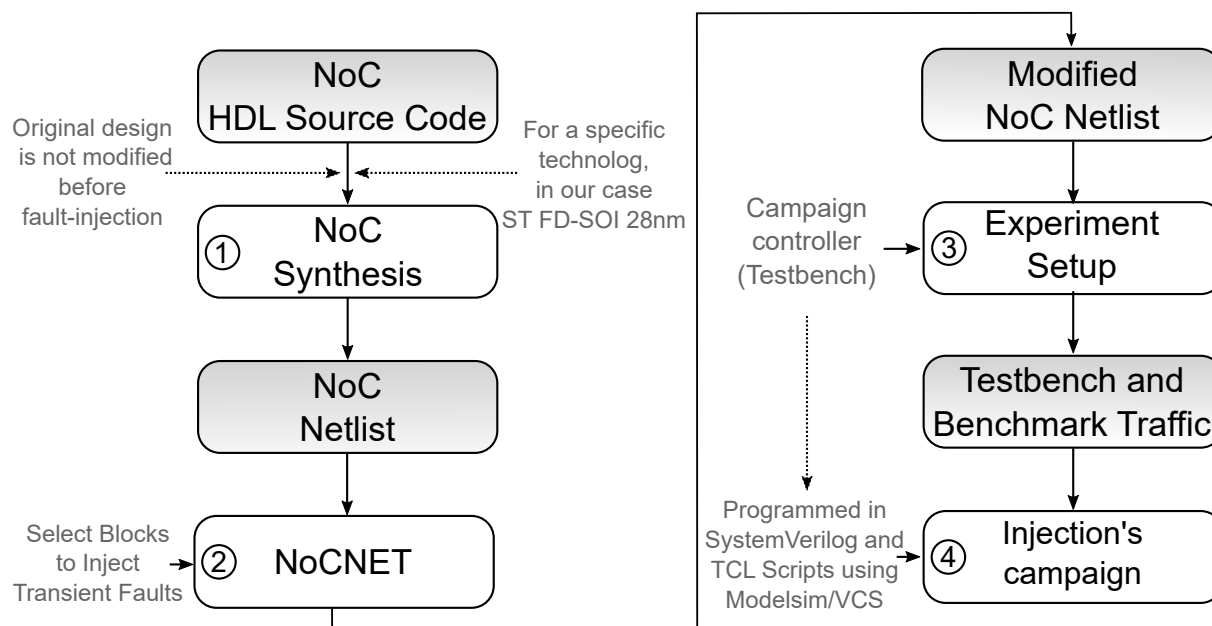 NoC
HDL Source Code
Original design
is not modified
before
fault-injection
For a specific
technolog,
in our case
ST FD-SOI 28nm
1
NoC
Synthesis
NoC
Netlist
Select Blocks
to Inject
Transient Faults
2
NoCNET
Modified
NoC Netlist
Campaign
controller
(Testbench)
3
Experiment
Setup
Testbench and
Benchmark Traffic
Programmed in
SystemVerilog and
TCL Scripts using
Modelsim/VCS
4
Injection's
campaign